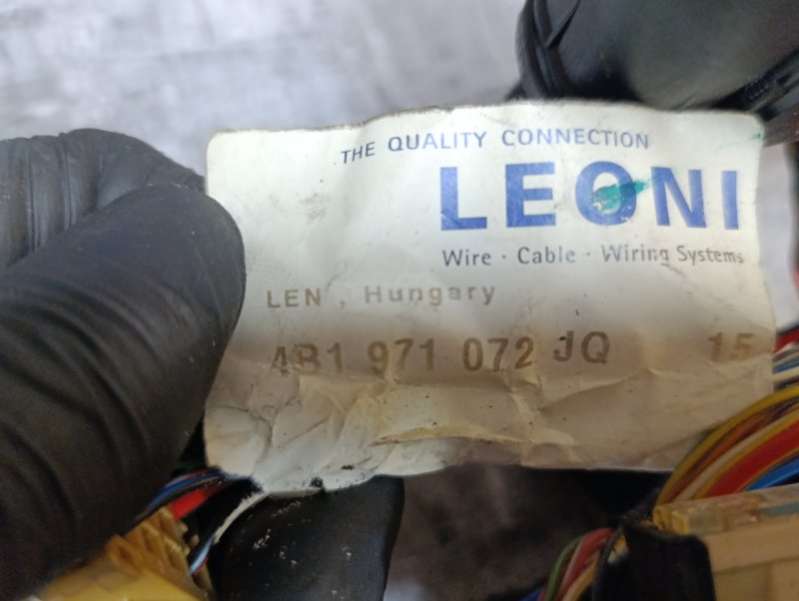 THE QUALITY CONNECTION
LEONI
Wire · Cable · Wiring Systems
LEN , Hungary
4B1 971 072 JQ 15